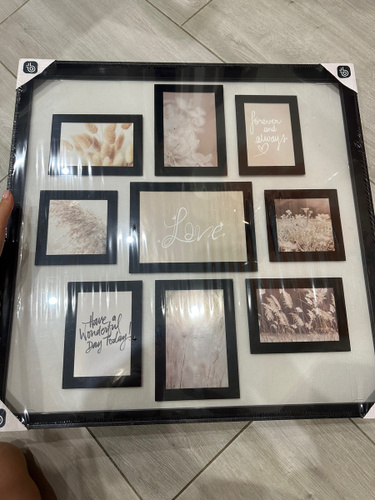 forever
and
always
Love
Have a
Wonderful
Day Today!